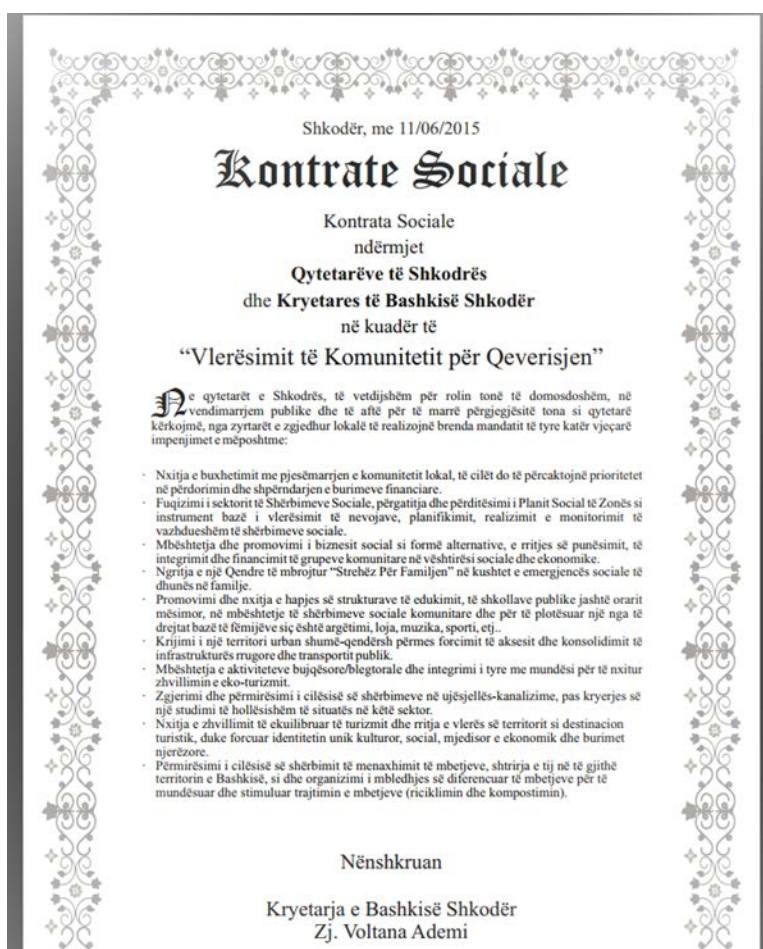 Shkodër, me 11/06/2015
Kontrate Sociale
Kontrata Sociale
ndërmjet
Qytetarëve të Shkodrës
dhe Kryetares të Bashkisë Shkodër
në kuadër të
“Vlerësimit të Komunitetit për Qeverisjen”
Ne qytetarët e Shkodrës, të vetdijshëm për rolin tonë të domosdoshëm, në
vendimarrjem publike dhe të aftë për të marrë përgjegjësitë tona si qytetarë
kërkojmë, nga zyrtarët e zgjedhur lokalë të realizojnë brenda mandatit të tyre katër vjeçarë
impenjimet e mëposhtme:
· Nxitja e buxhetimit me pjesëmarrjen e komunitetit lokal, të cilët do të përcaktojnë prioritetet
në përdorimin dhe shpërndarjen e burimeve financiare.
· Fuqizimi i sektorit të Shërbimeve Sociale, përgatitja dhe përditësimi i Planit Social të Zonës si
instrument bazë i vlerësimit të nevojave, planifikimit, realizimit e monitorimit të
vazhdueshëm të shërbimeve sociale.
· Mbështetja dhe promovimi i biznesit social si formë alternative, e rritjes së punësimit, të
integrimit dhe financimit të grupeve komunitare në vështirësi sociale dhe ekonomike.
· Ngritja e një Qendre të mbrojtur “Strehëz Për Familjen” në kushtet e emergjencës sociale të
dhunës në familje.
· Promovimi dhe nxitja e hapjes së strukturave të edukimit, të shkollave publike jashtë orarit
mësimor, në mbështetje të shërbimeve sociale komunitare dhe për të plotësuar një nga të
drejtat bazë të fëmijëve siç është argëtimi, loja, muzika, sporti, etj..
· Krijimi i një territori urban shumë-qendërsh përmes forcimit të aksesit dhe konsolidimit të
infrastrukturës rrugore dhe transportit publik.
· Mbështetja e aktiviteteve bujqësore/blegtorale dhe integrimi i tyre me mundësi për të nxitur
zhvillimin e eko-turizmit.
· Zgjerimi dhe përmirësimi i cilësisë së shërbimeve në ujësjellës-kanalizime, pas kryerjes së
një studimi të hollësishëm të situatës në këtë sektor.
· Nxitja e zhvillimit të ekuilibruar të turizmit dhe rritja e vlerës së territorit si destinacion
turistik, duke forcuar identitetin unik kulturor, social, mjedisor e ekonomik dhe burimet
njerëzore.
· Përmirësimi i cilësisë së shërbimit të menaxhimit të mbetjeve, shtrirja e tij në të gjithë
territorin e Bashkisë, si dhe organizimi i mbledhjes së diferencuar të mbetjeve për të
mundësuar dhe stimuluar trajtimin e mbetjeve (riciklimin dhe kompostimin).
Nënshkruan
Kryetarja e Bashkisë Shkodër
Zj. Voltana Ademi